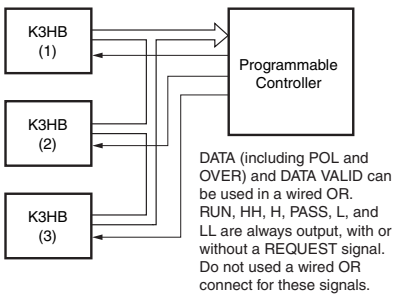 K3HB
(1)
Programmable
Controller
K3HB
(2)
K3HB
(3)
DATA (including POL and
OVER) and DATA VALID can
be used in a wired OR.
RUN, HH, H, PASS, L, and
LL are always output, with or
without a REQUEST signal.
Do not used a wired OR
connect for these signals.